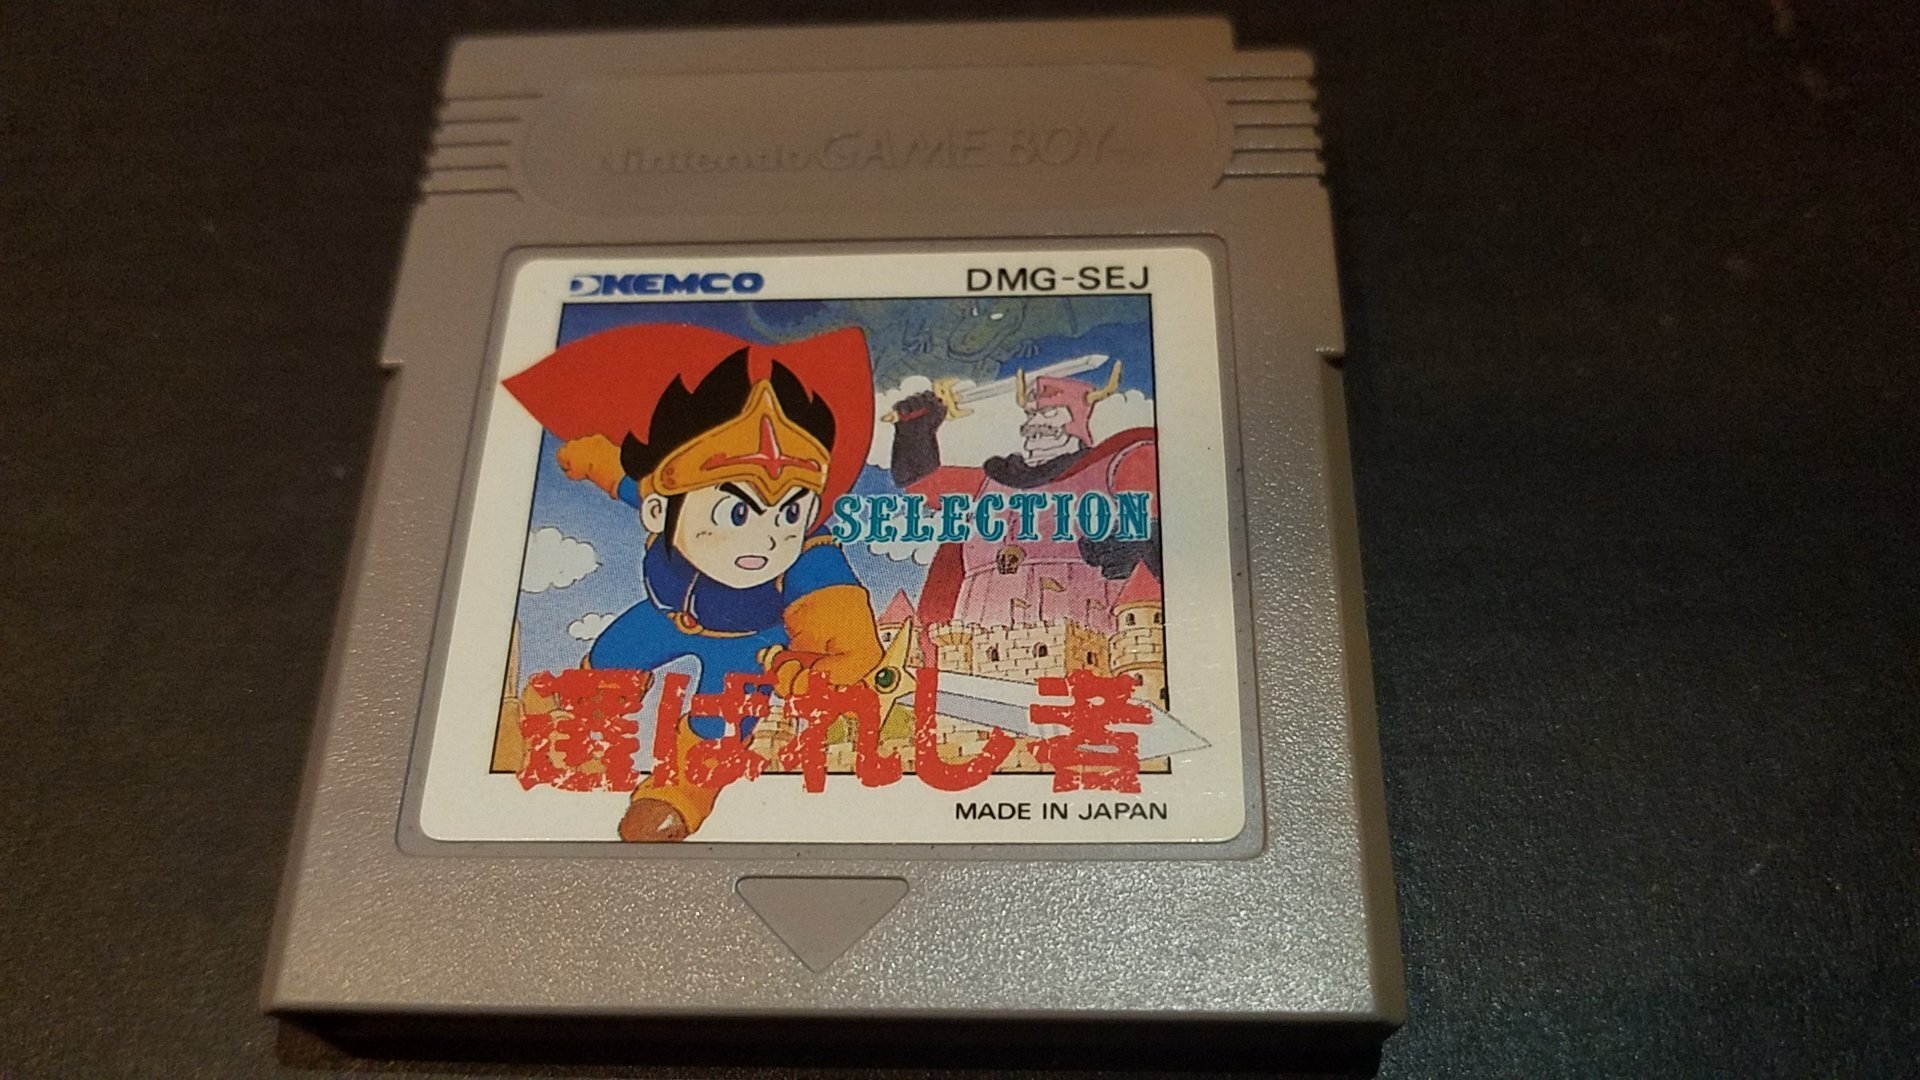 Nintendo GAME BOY
KEMCO
DMG-SEJ
SELECTION
選ばれし者
MADE IN JAPAN